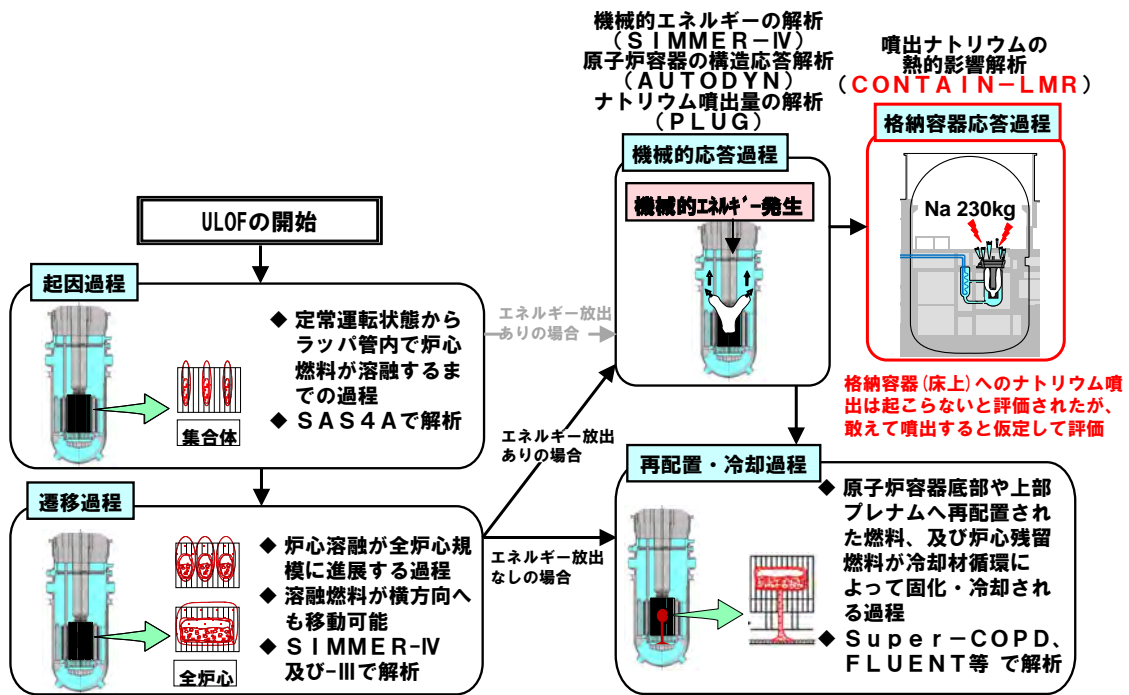 機械的エネルギーの解析
（ＳＩＭＭＥＲ－Ⅳ）
原子炉容器の構造応答解析
（ＡＵＴＯＤＹＮ）
ナトリウム噴出量の解析
（ＰＬＵＧ）
噴出ナトリウムの
熱的影響解析
（ＣＯＮＴＡＩＮ－ＬＭＲ）
格納容器応答過程
Na 230kg
格納容器(床上)へのナトリウム噴
出は起こらないと評価されたが、
敢えて噴出すると仮定して評価
機械的応答過程
機械的ｴﾈﾙｷﾞｰ発生
ULOFの開始
起因過程
◆ 定常運転状態から
ラッパ管内で炉心
燃料が溶融するま
での過程
◆ ＳＡＳ４Ａで解析
集合体
エネルギー放出
ありの場合
エネルギー放出
ありの場合
遷移過程
◆ 炉心溶融が全炉心規
模に進展する過程
◆ 溶融燃料が横方向へ
も移動可能
◆ ＳＩＭＭＥＲ-Ⅳ
及び-Ⅲで解析
全炉心
エネルギー放出
なしの場合
再配置・冷却過程
◆ 原子炉容器底部や上部
プレナムへ再配置され
た燃料、及び炉心残留
燃料が冷却材循環に
よって固化・冷却され
る過程
◆ Ｓｕｐｅｒ－ＣＯＰＤ、
ＦＬＵＥＮＴ等 で解析